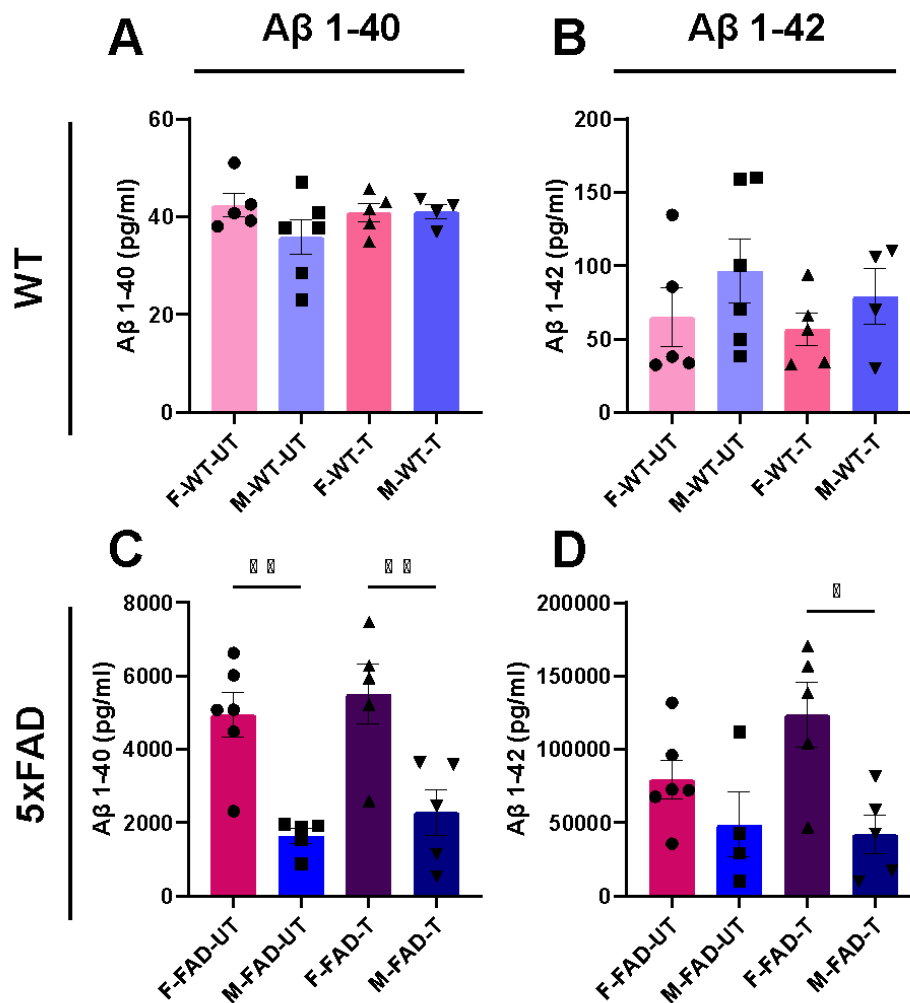 A
Aβ 1-40
B
Aβ 1-42
WT
Aβ 1-40 (pg/ml)
60
40
20
0
F-WT-UT
M-WT-UT
F-WT-T
M-WT-T
Aβ 1-42 (pg/ml)
200
150
100
50
0
F-WT-UT
M-WT-UT
F-WT-T
M-WT-T
5xFAD
C
Aβ 1-40 (pg/ml)
8000
6000
4000
2000
0
F-FAD-UT
M-FAD-UT
F-FAD-T
M-FAD-T
D
Aβ 1-42 (pg/ml)
200000
150000
100000
50000
0
F-FAD-UT
M-FAD-UT
F-FAD-T
M-FAD-T